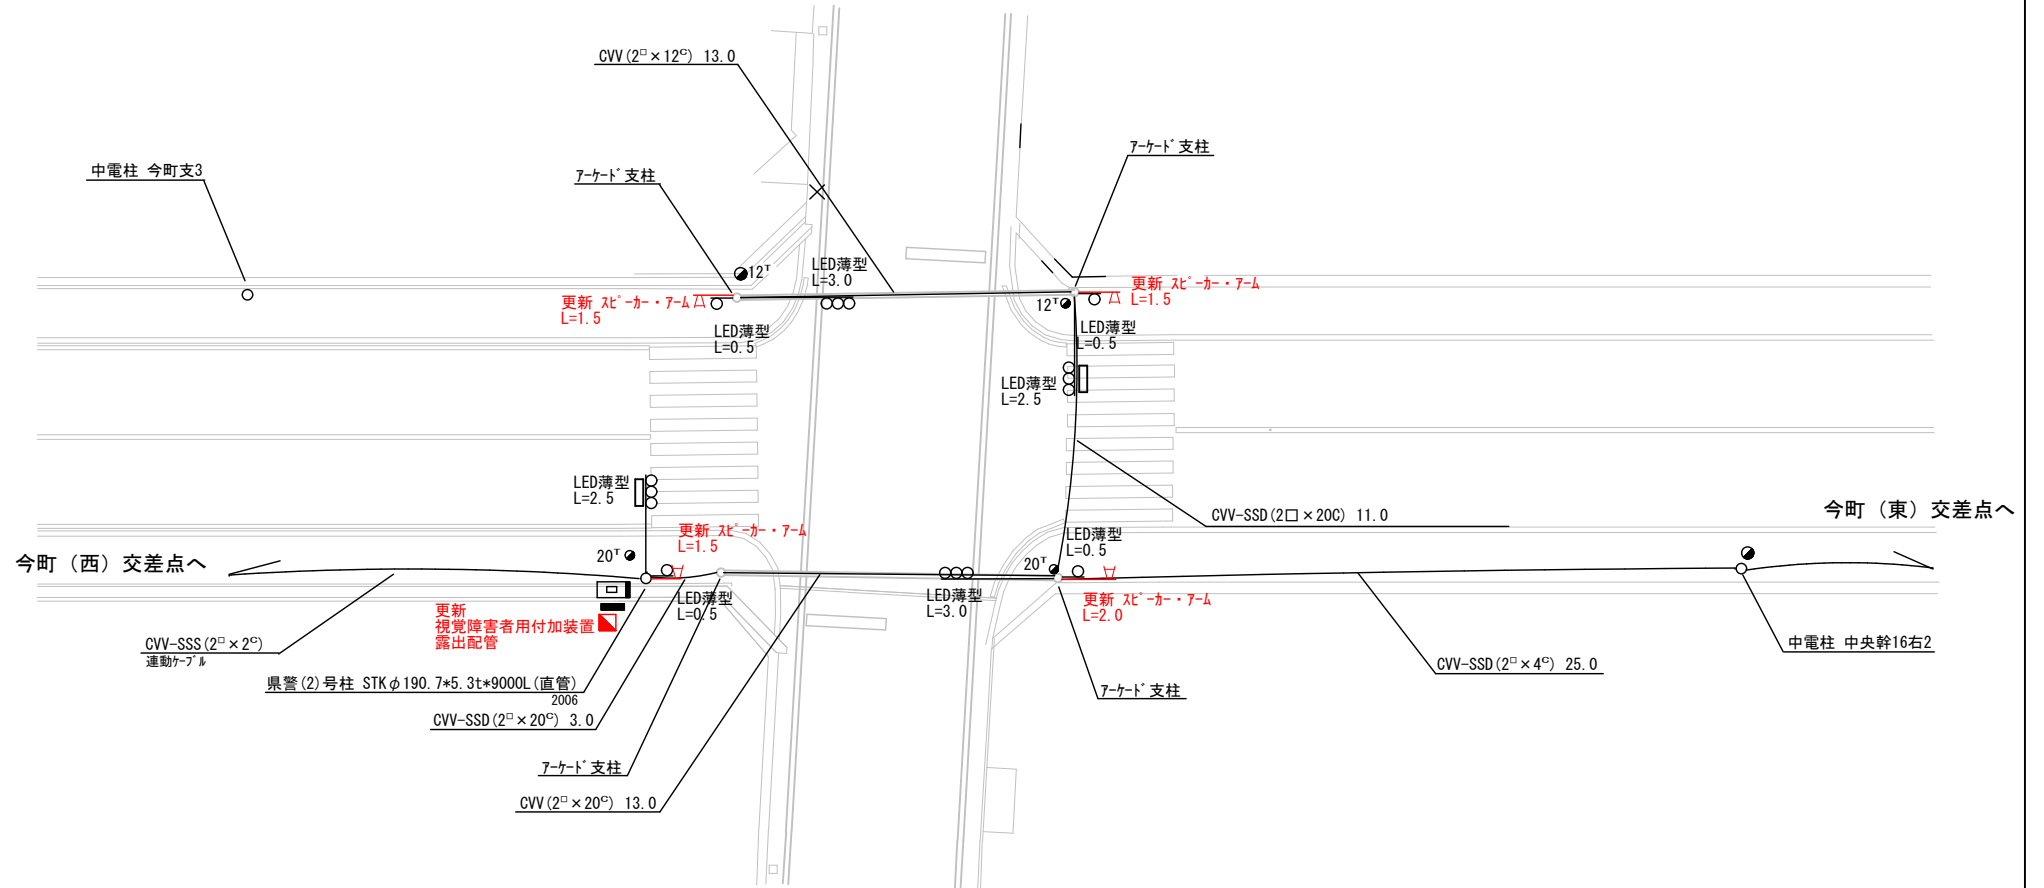 CVV(2□×12C) 13.0
アーケード支柱
中電柱 今町支3
アーケード支柱
12T
LED薄型
L=3.0
更新 スピーカー・アーム
L=1.5
更新 スピーカー・アーム
L=1.5
12T
LED薄型
L=0.5
LED薄型
L=0.5
LED薄型
L=2.5
LED薄型
L=2.5
CVV-SSD(2□×20C) 11.0
今町（東）交差点へ
更新 スピーカー・アーム
L=1.5
LED薄型
L=0.5
今町（西）交差点へ
20T
20T
LED薄型
L=0.5
LED薄型
L=3.0
更新 スピーカー・アーム
L=2.0
更新
視覚障害者用付加装置
露出配管
CVV-SSS(2□×2C)
連動ケーブル
中電柱 中央幹16右2
CVV-SSD(2□×4C) 25.0
県警(2)号柱 STKφ190.7*5.3t*9000L(直管)
2006
アーケード支柱
CVV-SSD(2□×20C) 3.0
アーケード支柱
CVV(2□×20C) 13.0